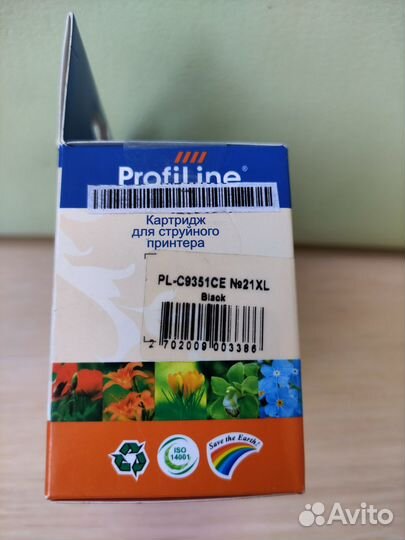 ProfiLine®
Картридж
для струйного
принтера
PL-C9351CE №21XL
Black
2 702009 003386
ISO
14001
Save the Earth!
Avito